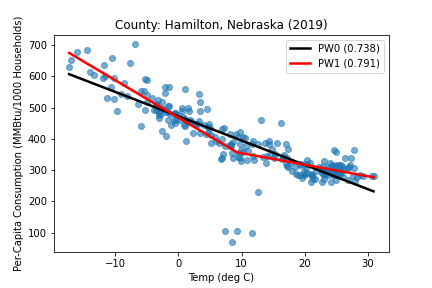 County: Hamilton, Nebraska (2019)
Per-Capita Consumption (MMBtu/1000 Households)
700
600
500
400
300
200
100
PW0 (0.738)
PW1 (0.791)
−10
0
10
20
30
Temp (deg C)